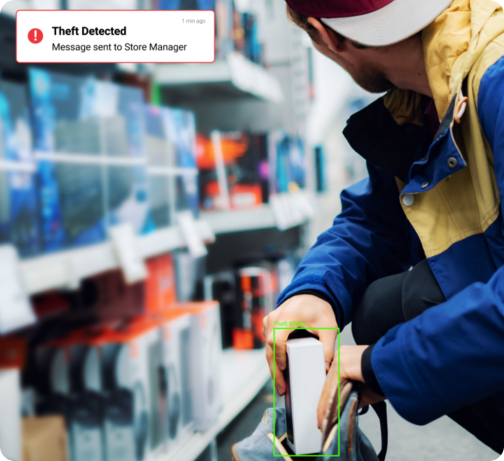 1 min ago
Theft Detected
Message sent to Store Manager